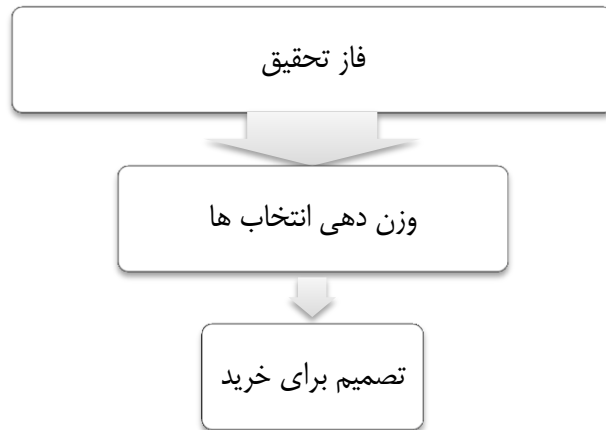 فاز تحقیق
وزن دهی انتخاب ها
تصمیم برای خرید